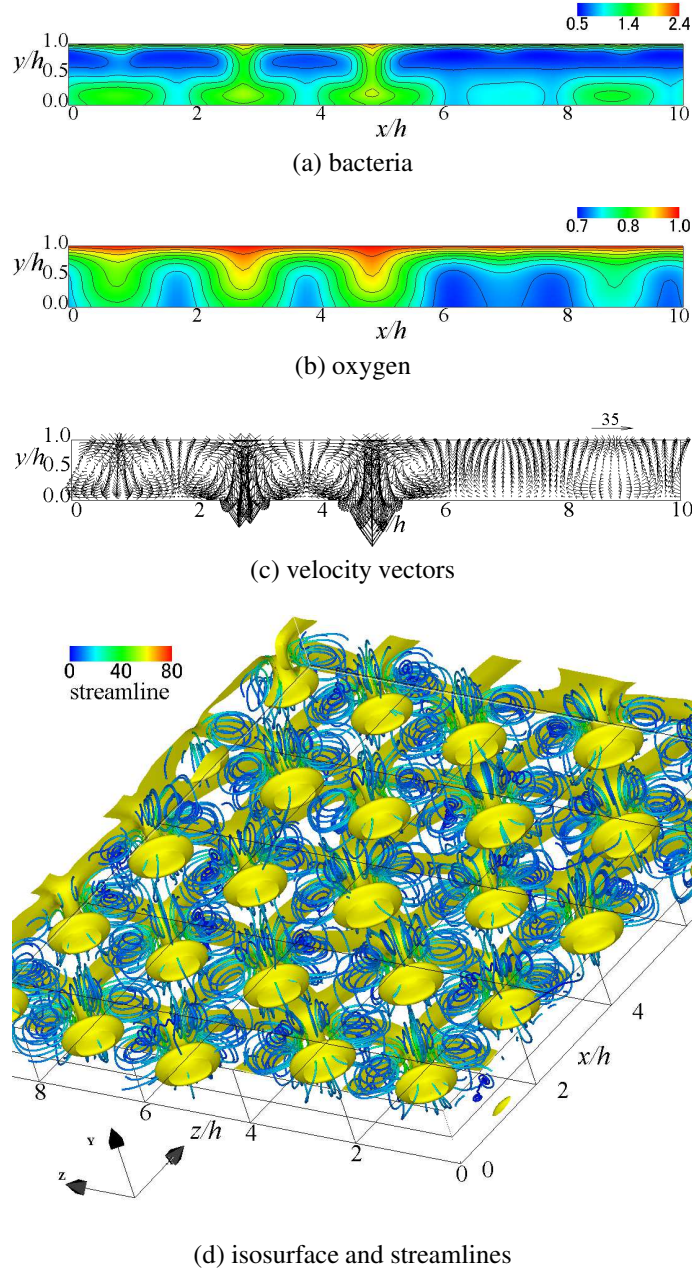 0.5 1.4 2.4
1.0
y/h
0.5
0.0
0 2 4 6 8 10
x/h
(a) bacteria
0.7 0.8 1.0
1.0
y/h
0.5
0.0
0 2 4 6 8 10
x/h
(b) oxygen
35
1.0
y/h
0.5
0.0
0 2 4 6 8 10
x/h
(c) velocity vectors
0 40 80
streamline
4
x/h
2
0
8
6
z/h
4
2
0
Y
Z
(d) isosurface and streamlines